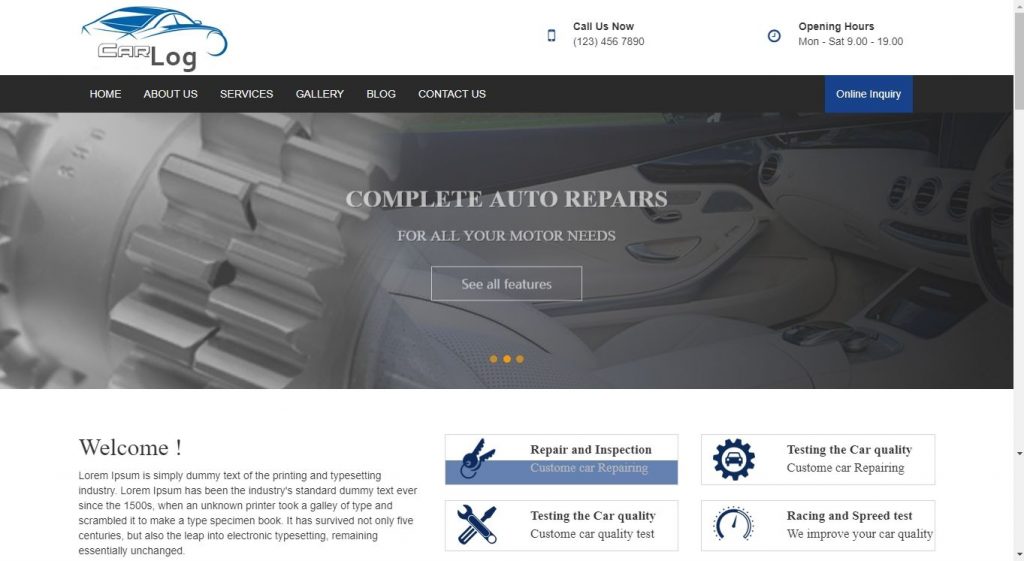 CAR
Log
Call Us Now
(123) 456 7890
Opening Hours
Mon - Sat 9.00 - 19.00
HOME
ABOUT US
SERVICES
GALLERY
BLOG
CONTACT US
Online Inquiry
COMPLETE AUTO REPAIRS
FOR ALL YOUR MOTOR NEEDS
See all features
Welcome !
Lorem Ipsum is simply dummy text of the printing and typesetting
industry. Lorem Ipsum has been the industry's standard dummy text ever
since the 1500s, when an unknown printer took a galley of type and
scrambled it to make a type specimen book. It has survived not only five
centuries, but also the leap into electronic typesetting, remaining
essentially unchanged.
Repair and Inspection
Custome car Repairing
Testing the Car quality
Custome car Repairing
Testing the Car quality
Custome car quality test
Racing and Spreed test
We improve your car quality